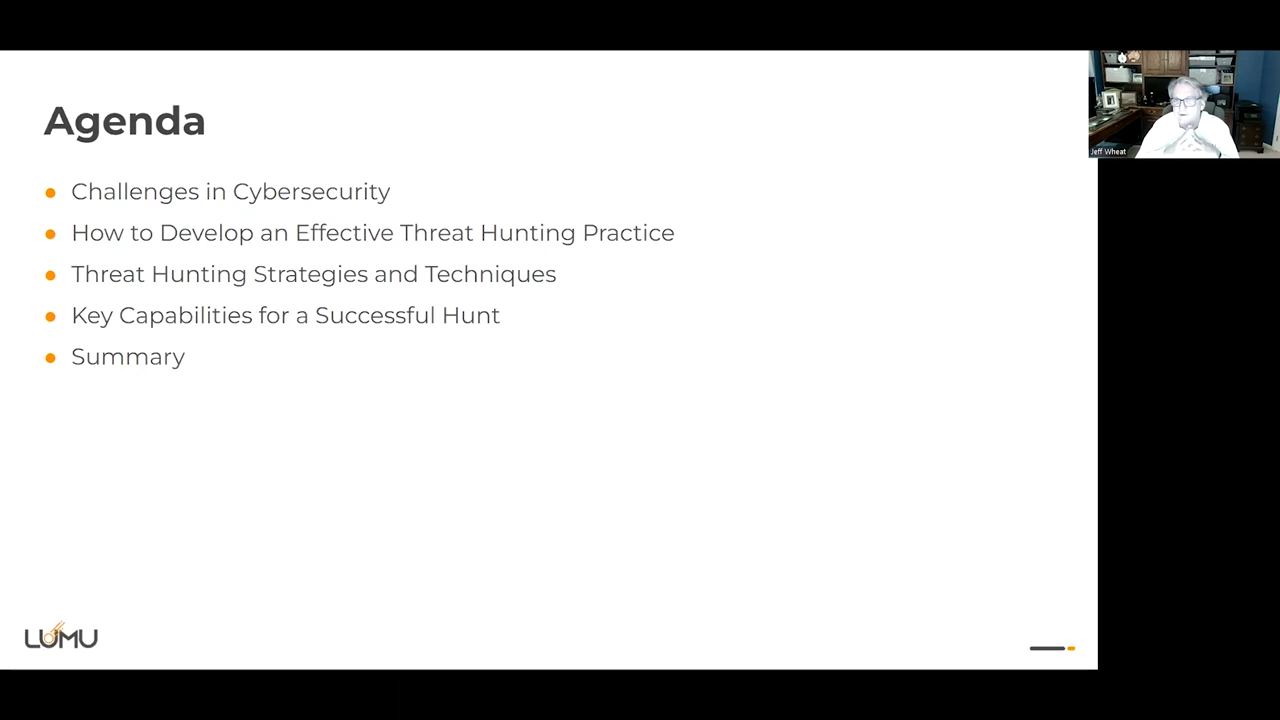 Agenda
Challenges in Cybersecurity
How to Develop an Effective Threat Hunting Practice
Threat Hunting Strategies and Techniques
Key Capabilities for a Successful Hunt
Summary
LUMU
Jeff Wheat